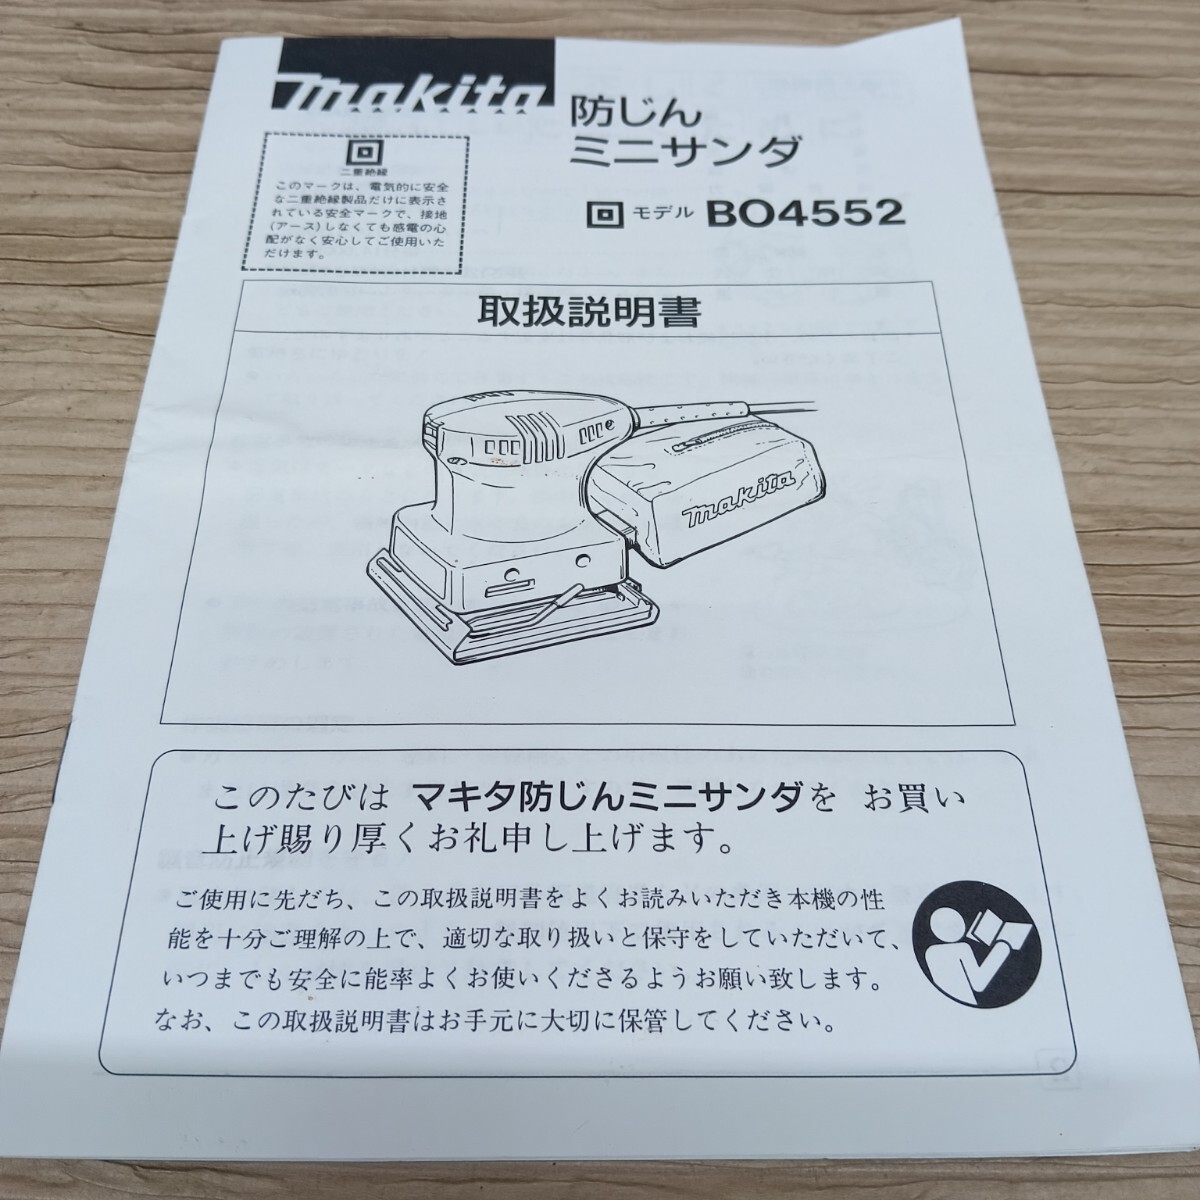 makita
防じん
ミニサンダ
モデル BO4552
二重絶縁
このマークは、電気的に安全
な二重絶縁製品だけに表示さ
れている安全マークで、接地
(アース)しなくても感電の心
配がなく安心してご使用いた
だけます。
取扱説明書
makita
このたびは マキタ防じんミニサンダを お買い
上げ賜り厚くお礼申し上げます。
ご使用に先だち、この取扱説明書をよくお読みいただき本機の性
能を十分ご理解の上で、適切な取り扱いと保守をしていただいて、
いつまでも安全に能率よくお使いくださるようお願い致します。
なお、この取扱説明書はお手元に大切に保管してください。